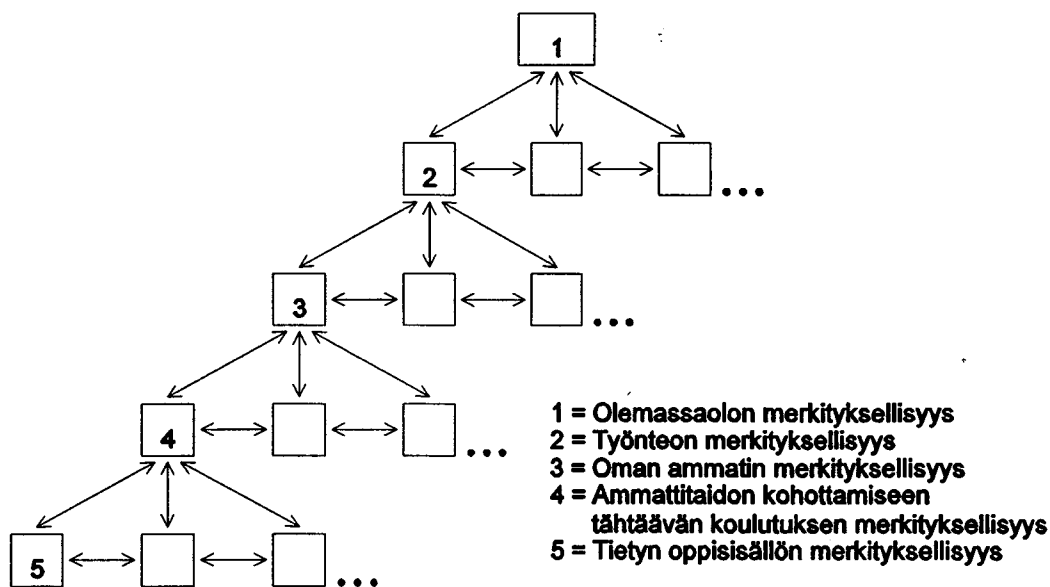 1
2
...
3
...
4
...
5
...
1 = Olemassaolon merkityksellisyys
2 = Työnteon merkityksellisyys
3 = Oman ammatin merkityksellisyys
4 = Ammattitaidon kohottamiseen
tähtäävän koulutuksen merkityksellisyys
5 = Tietyn oppisisällön merkityksellisyys